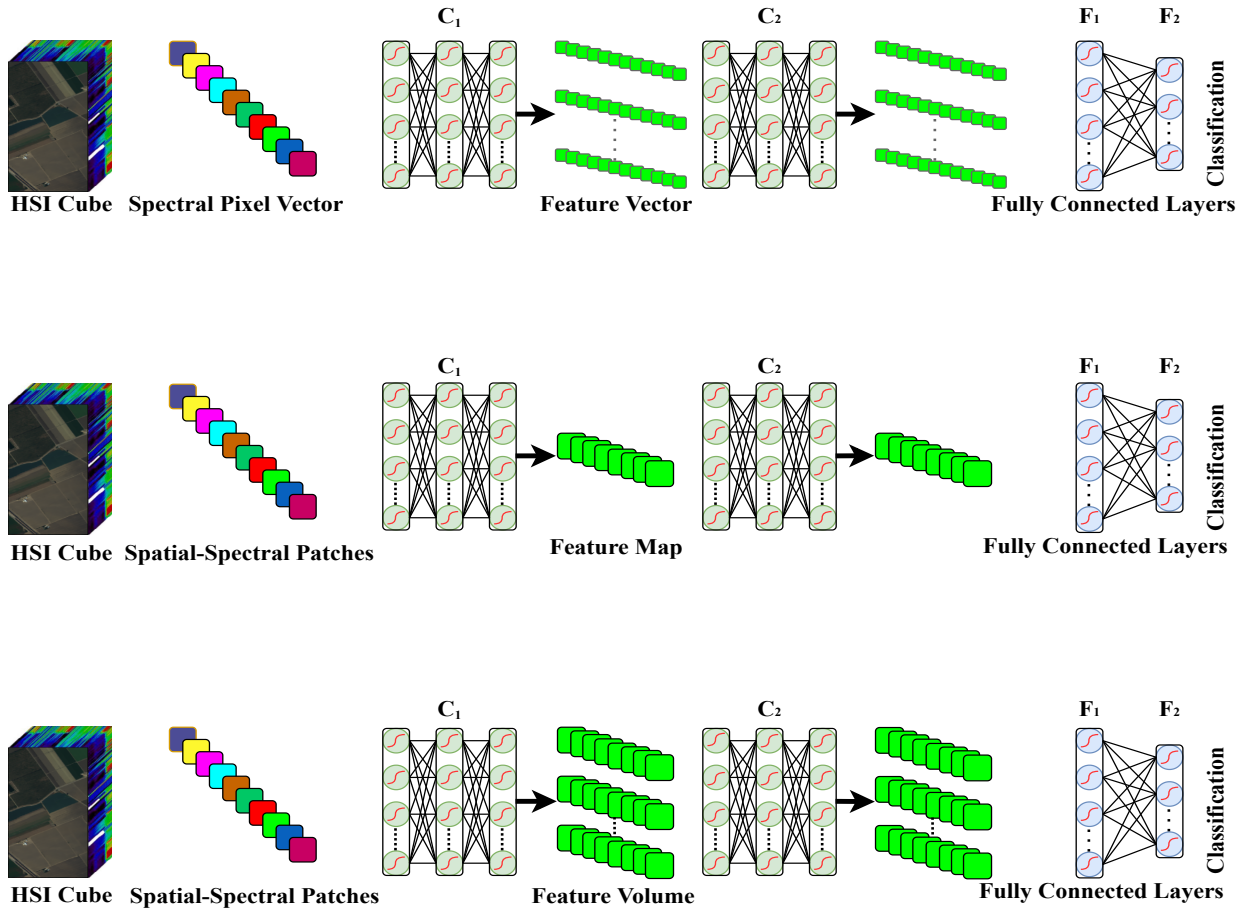 C1 C2 F1 F2
Classification
HSI Cube Spectral Pixel Vector Feature Vector Fully Connected Layers
C1 C2 F1 F2
Classification
HSI Cube Spatial-Spectral Patches Feature Map Fully Connected Layers
C1 C2 F1 F2
Classification
HSI Cube Spatial-Spectral Patches Feature Volume Fully Connected Layers